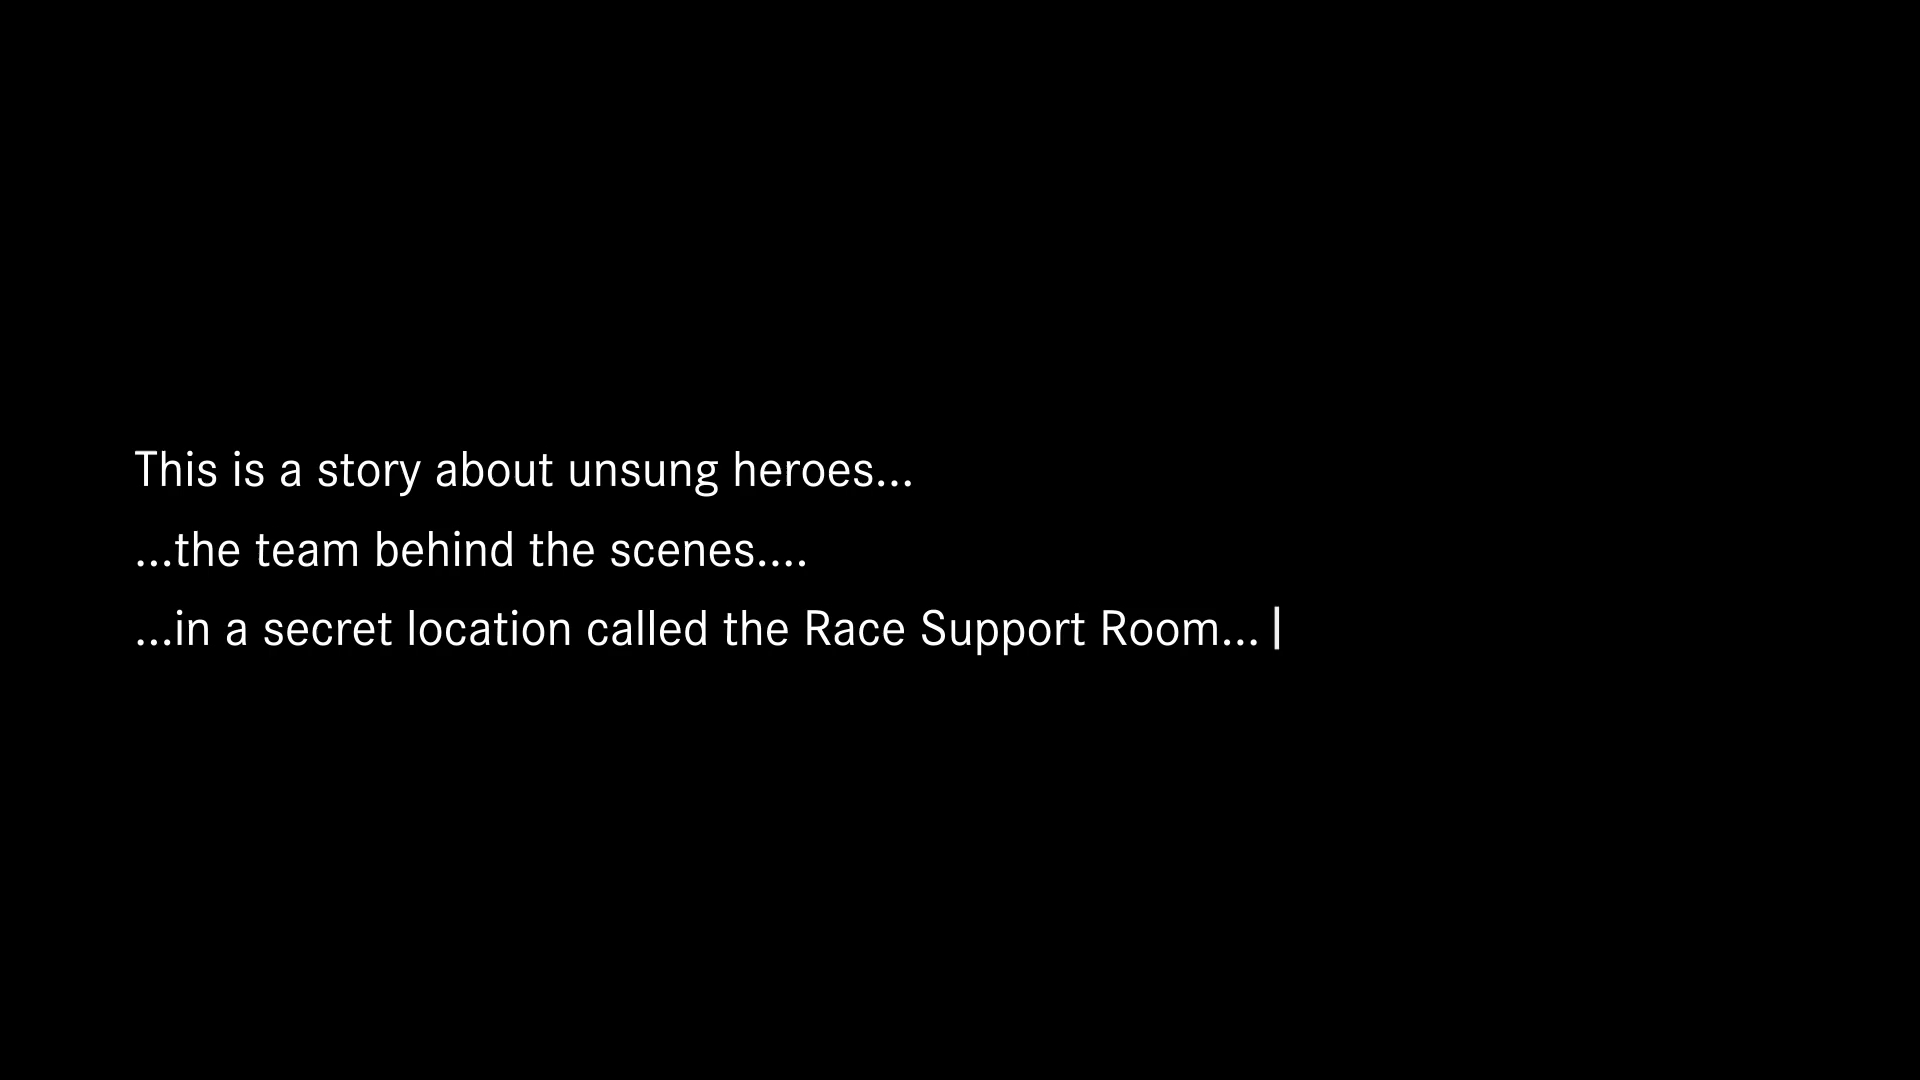 This is a story about unsung heroes...
...the team behind the scenes....
...in a secret location called the Race Support Room... |